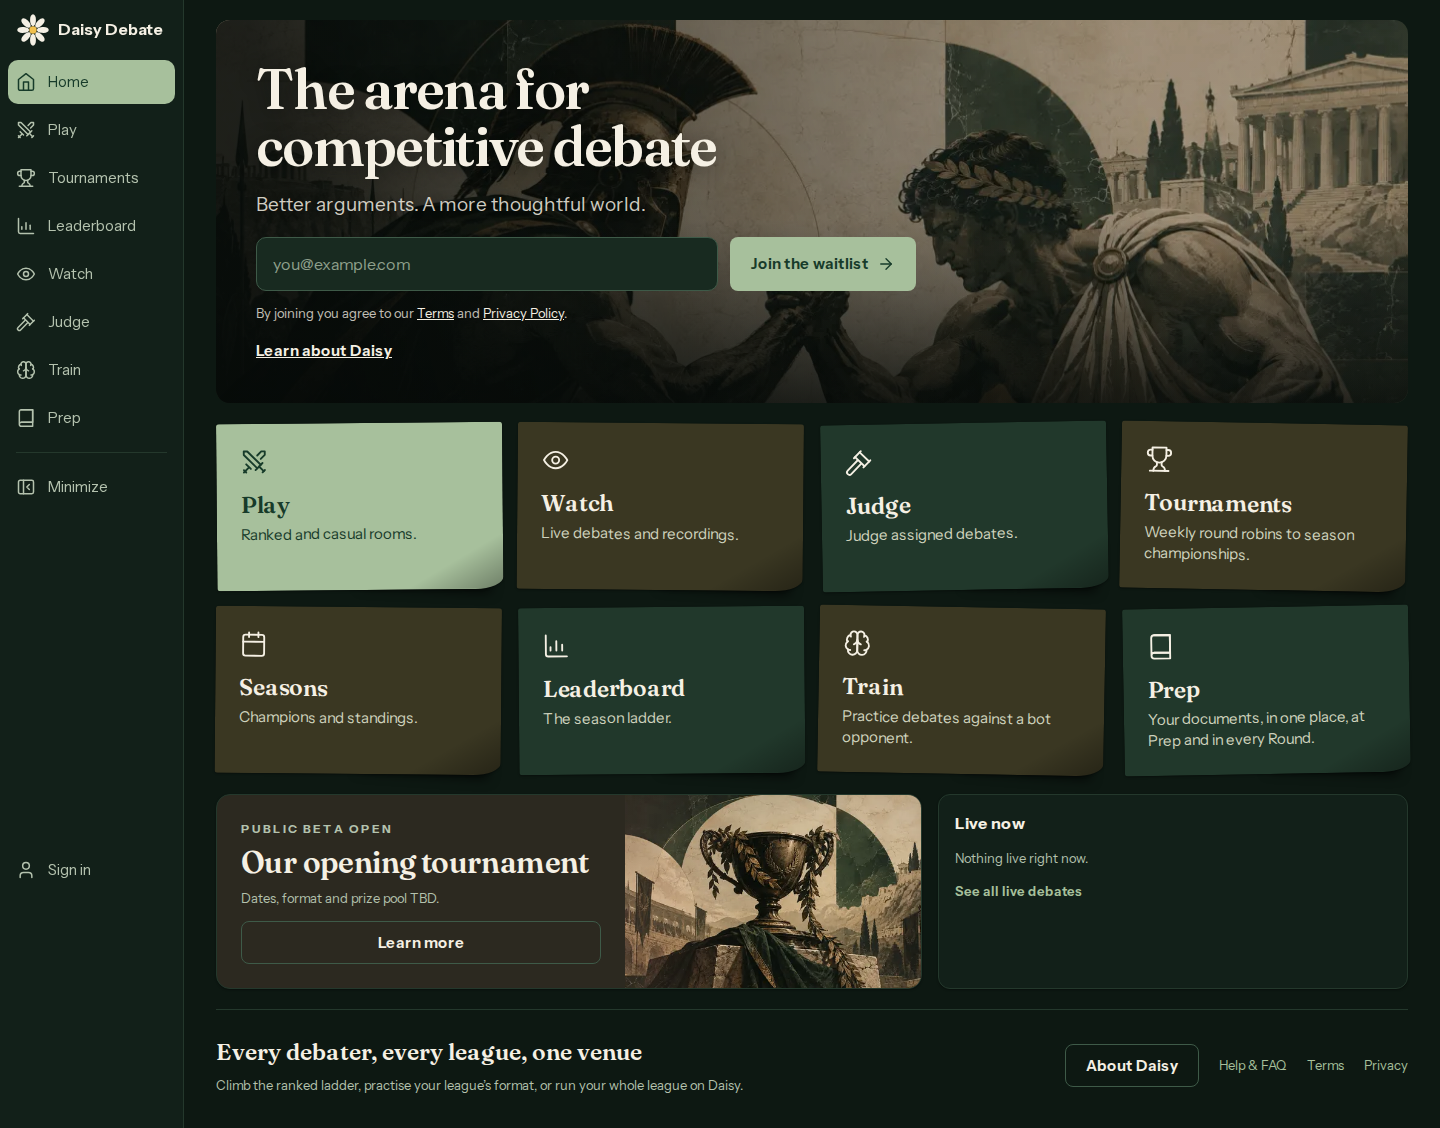 Daisy Debate
Home
Play
Tournaments
Leaderboard
Watch
Judge
Train
Prep
Minimize
Sign in
The arena for
competitive debate
Better arguments. A more thoughtful world.
you@example.com
Join the waitlist
By joining you agree to our Terms and Privacy Policy.
Learn about Daisy
Play
Ranked and casual rooms.
Watch
Live debates and recordings.
Judge
Judge assigned debates.
Tournaments
Weekly round robins to season
championships.
Seasons
Champions and standings.
Leaderboard
The season ladder.
Train
Practice debates against a bot
opponent.
Prep
Your documents, in one place, at
Prep and in every Round.
PUBLIC BETA OPEN
Our opening tournament
Dates, format and prize pool TBD.
Learn more
Live now
Nothing live right now.
See all live debates
Every debater, every league, one venue
Climb the ranked ladder, practise your league's format, or run your whole league on Daisy.
About Daisy
Help & FAQ
Terms
Privacy